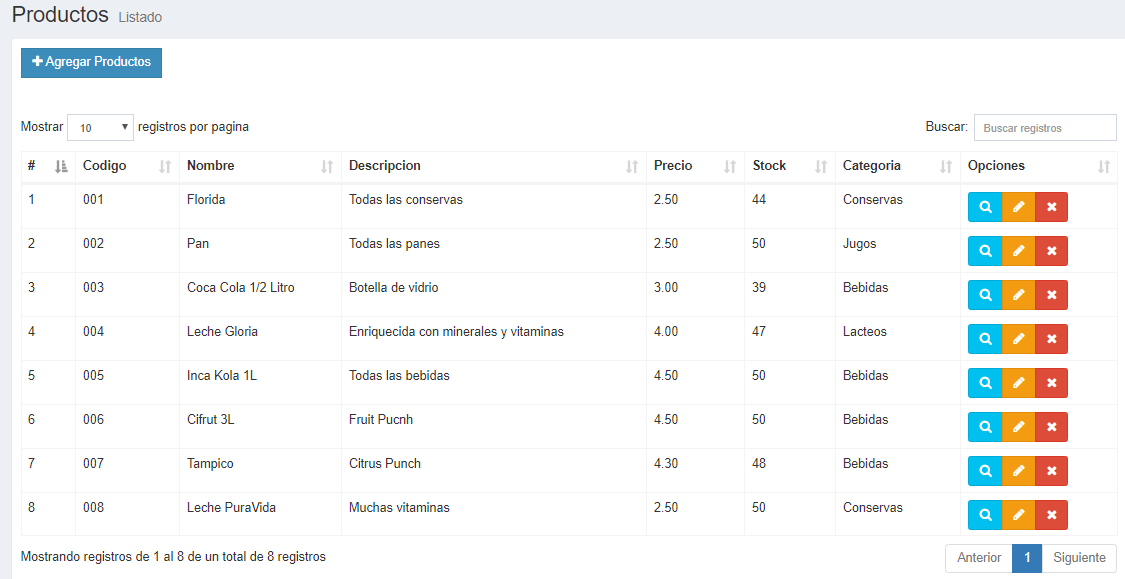 Productos Listado
Agregar Productos
Mostrar 10 registros por pagina Buscar: Buscar registros
# Codigo Nombre Descripcion Precio Stock Categoria Opciones
1 001 Florida Todas las conservas 2.50 44 Conservas
2 002 Pan Todas las panes 2.50 50 Jugos
3 003 Coca Cola 1/2 Litro Botella de vidrio 3.00 39 Bebidas
4 004 Leche Gloria Enriquecida con minerales y vitaminas 4.00 47 Lacteos
5 005 Inca Kola 1L Todas las bebidas 4.50 50 Bebidas
6 006 Cifrut 3L Fruit Pucnh 4.50 50 Bebidas
7 007 Tampico Citrus Punch 4.30 48 Bebidas
8 008 Leche PuraVida Muchas vitaminas 2.50 50 Conservas
Mostrando registros de 1 al 8 de un total de 8 registros Anterior 1 Siguiente